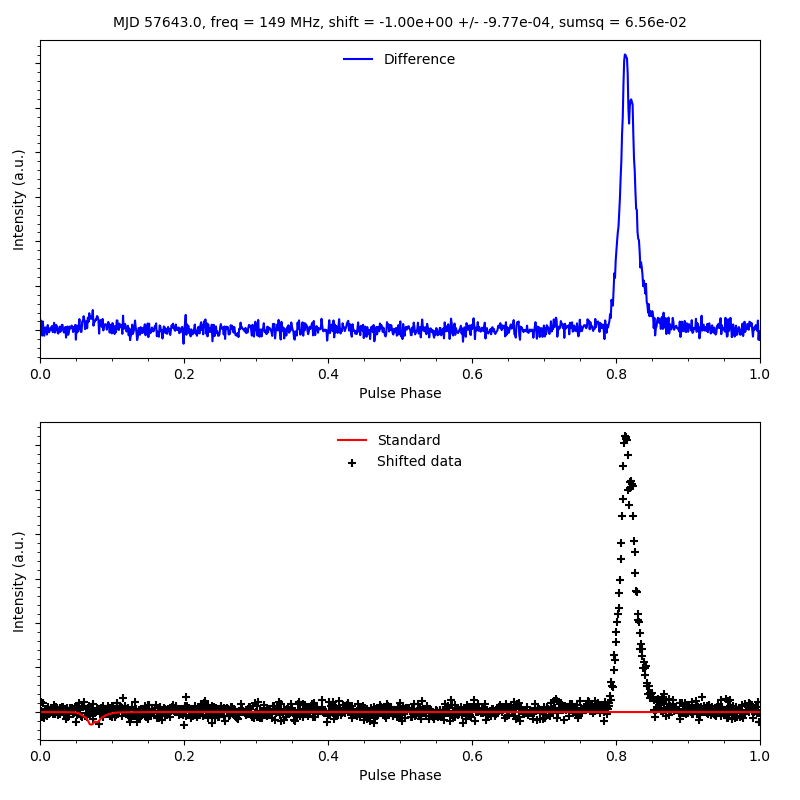 MJD 57643.0, freq = 149 MHz, shift = -1.00e+00 +/- -9.77e-04, sumsq = 6.56e-02
Difference
Intensity (a.u.)
0.0 0.2 0.4 0.6 0.8 1.0
Pulse Phase
Standard
Shifted data
Intensity (a.u.)
0.0 0.2 0.4 0.6 0.8 1.0
Pulse Phase